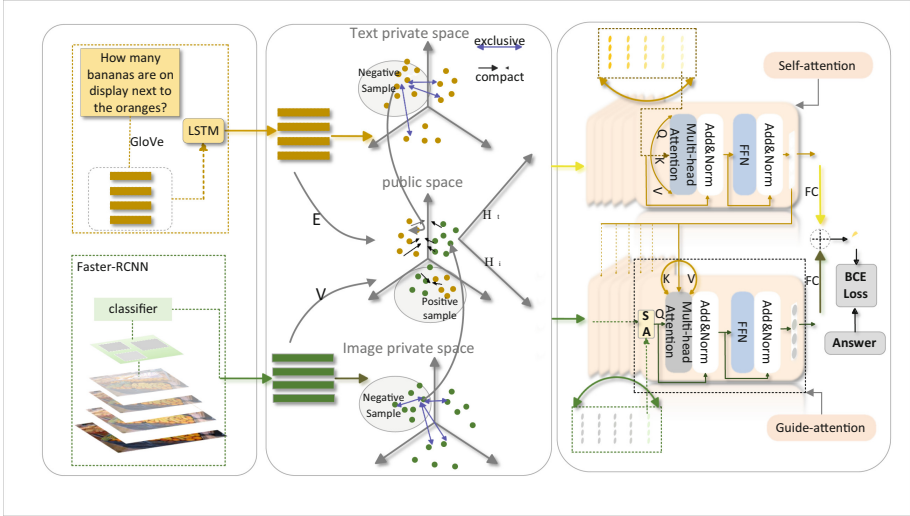 How many
bananas are on
display next to
the oranges?
GloVe
LSTM
Faster-RCNN
classifier
Text private space
exclusive
compact
Negative
Sample
public space
E
V
H t
H i
Positive
sample
Image private space
Negative
Sample
Self-attention
Q
K
V
Multi-head
Attention
Add&Norm
FFN
Add&Norm
FC
BCE
Loss
Answer
FC
K
V
S
A
Q
Multi-head
Attention
Add&Norm
FFN
Add&Norm
Guide-attention